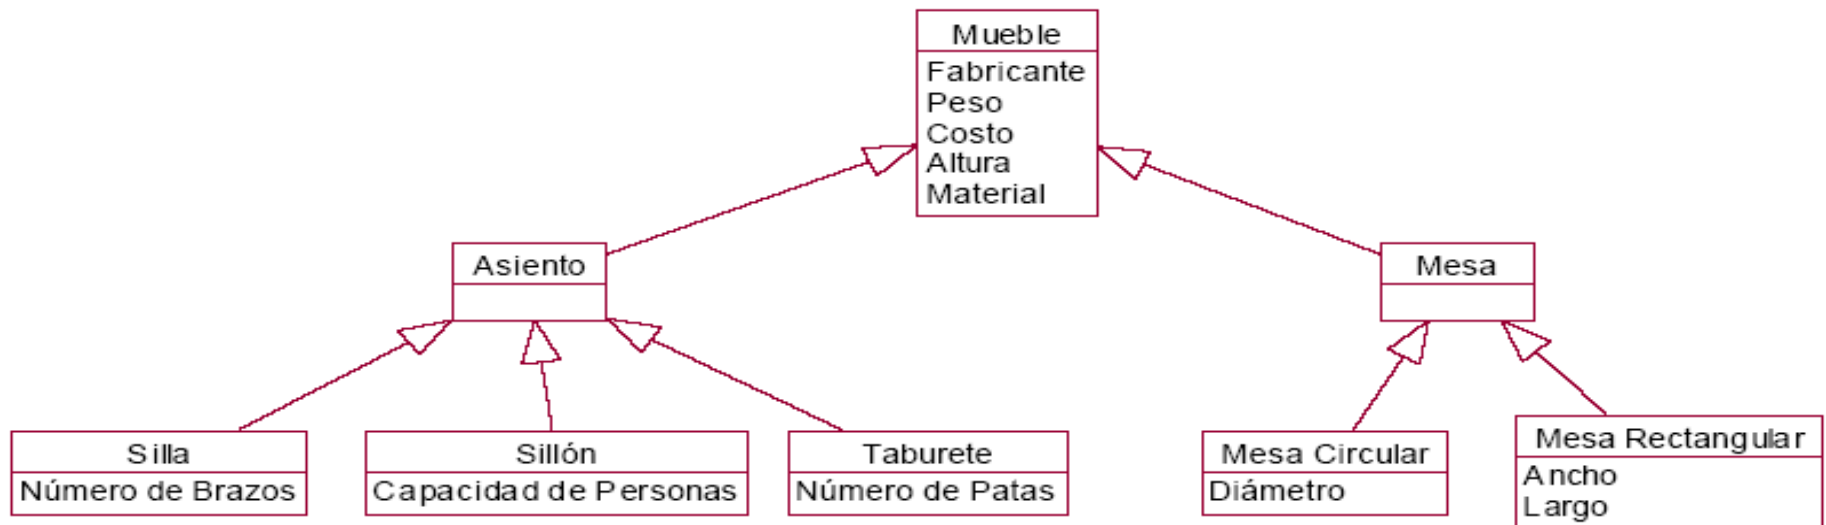 Mueble
Fabricante
Peso
Costo
Altura
Material
Asiento
Mesa
Silla
Número de Brazos
Sillón
Capacidad de Personas
Taburete
Número de Patas
Mesa Circular
Diámetro
Mesa Rectangular
Ancho
Largo